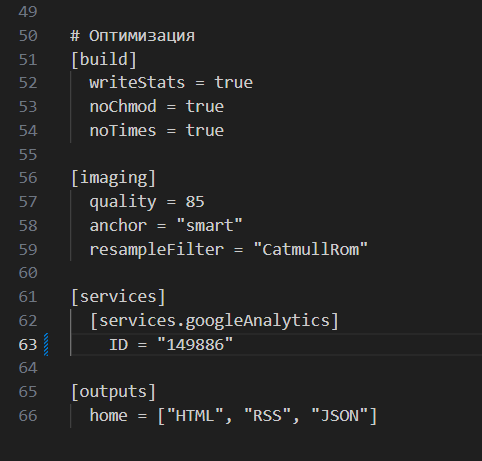 49
50 # Оптимизация
51 [build]
52   writeStats = true
53   noChmod = true
54   noTimes = true
55
56 [imaging]
57   quality = 85
58   anchor = "smart"
59   resampleFilter = "CatmullRom"
60
61 [services]
62   [services.googleAnalytics]
63     ID = "149886"
64
65 [outputs]
66   home = ["HTML", "RSS", "JSON"]